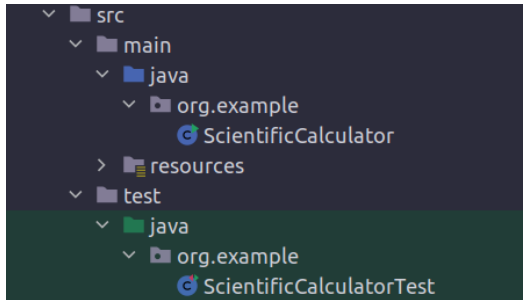 src
main
java
org.example
ScientificCalculator
resources
test
java
org.example
ScientificCalculatorTest